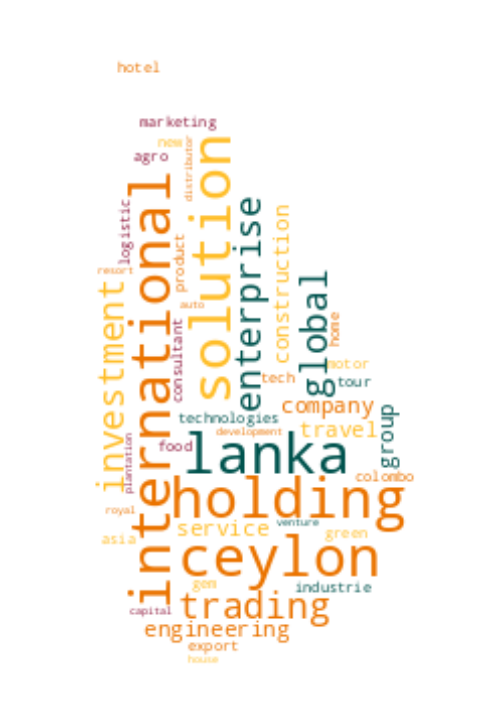 hotel
marketing
new
distributor
agro
solution
international
enterprise
logistic
construction
product
resort
global
investment
auto
home
consultant
motor
tech
tour
company
group
technologies
travel
development
lanka
food
plantation
colombo
holding
royal
venture
service
green
asia
ceylon
gem
industrie
trading
capital
engineering
export
house